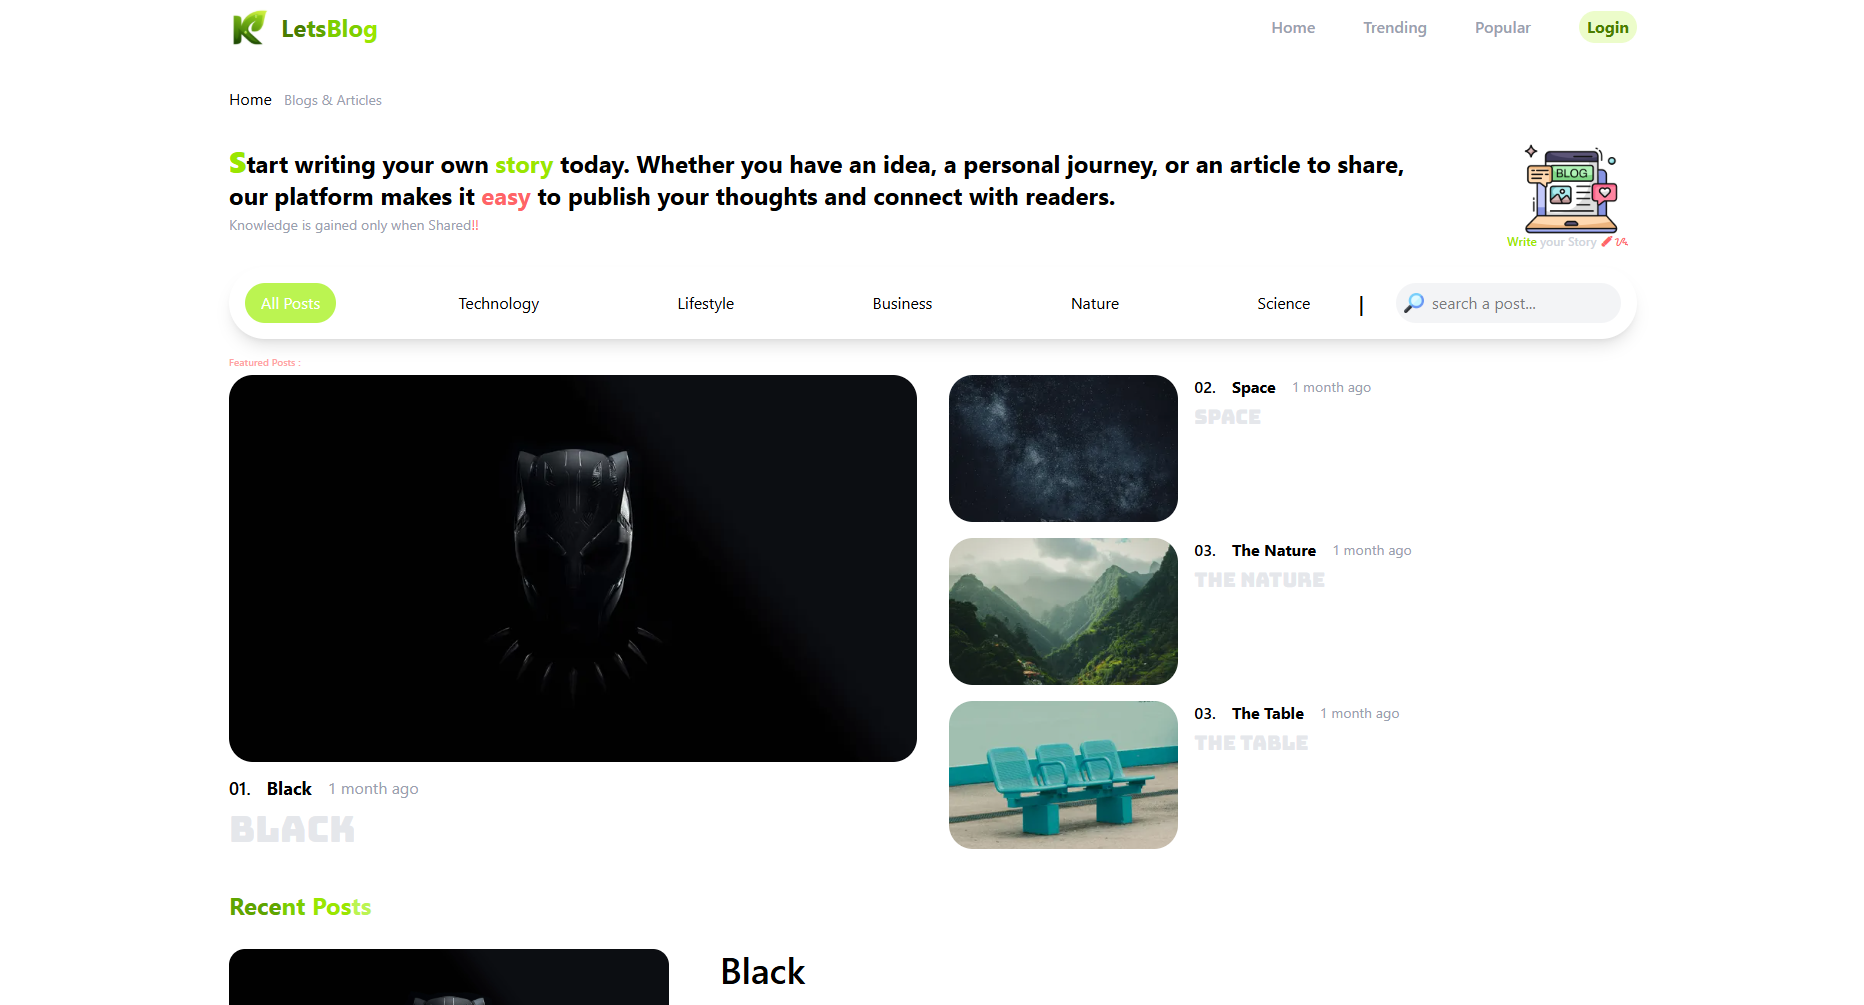 LetsBlog
Home Trending Popular Login
Home Blogs & Articles
Start writing your own story today. Whether you have an idea, a personal journey, or an article to share,
our platform makes it easy to publish your thoughts and connect with readers.
Knowledge is gained only when Shared!!
BLOG
Write your Story
All Posts Technology Lifestyle Business Nature Science | search a post...
Featured Posts :
01. Black 1 month ago
BLACK
02. Space 1 month ago
SPACE
03. The Nature 1 month ago
THE NATURE
03. The Table 1 month ago
THE TABLE
Recent Posts
Black